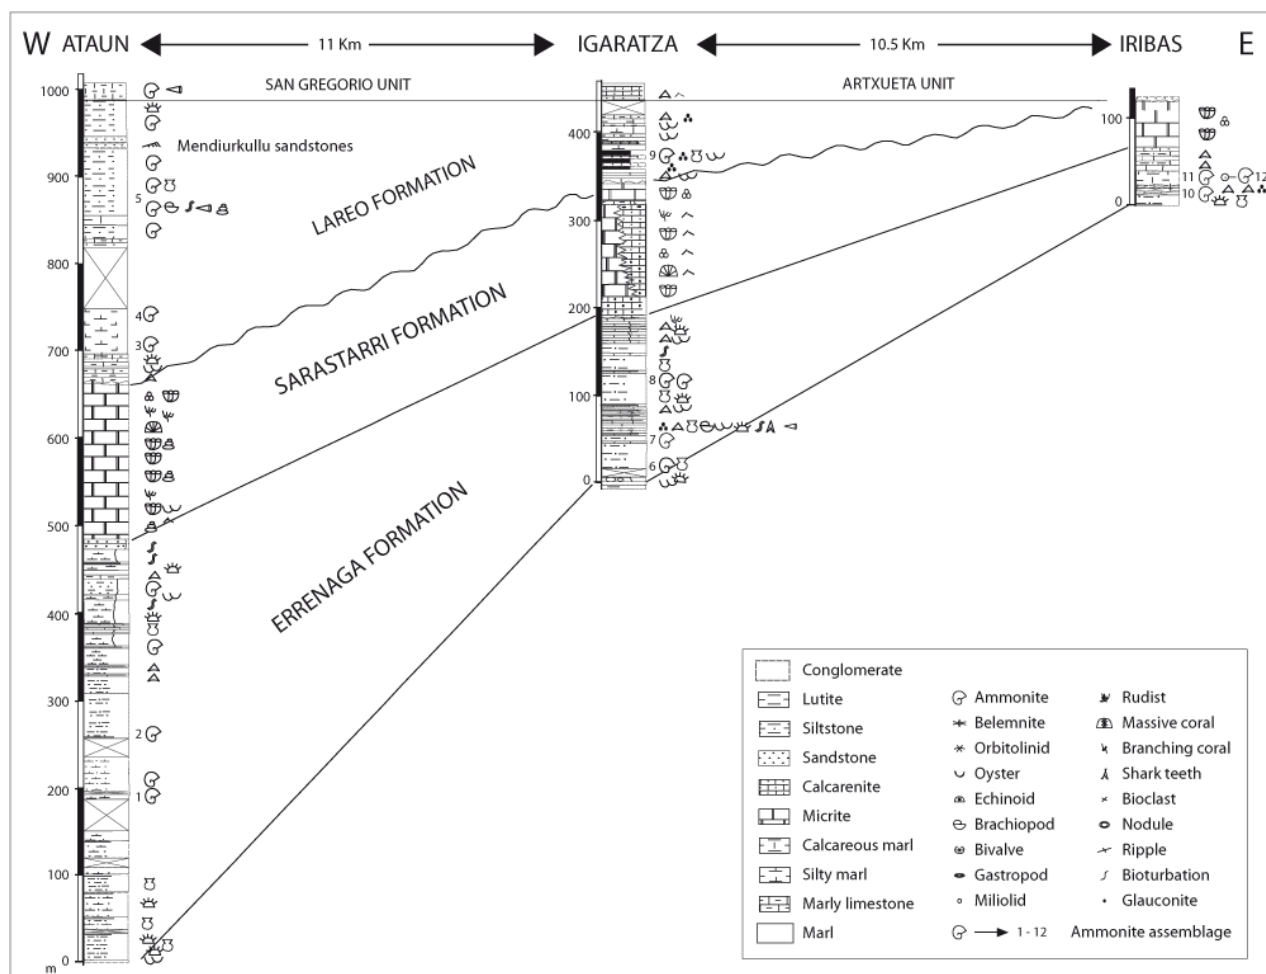 W ATAUN 11 Km IGARATZA 10.5 Km IRIBAS E
SAN GREGORIO UNIT ARTXUETA UNIT
Mendiurkullu sandstones
LAREO FORMATION
SARASTARRI FORMATION
ERRENAGA FORMATION
1000
900
800
700
600
500
400
300
200
100
0
m
5
4
3
2
1
400
300
200
100
0
9
8
7
6
100
0
11 12
10
Conglomerate
Lutite
Siltstone
Sandstone
Calcarenite
Micrite
Calcareous marl
Silty marl
Marly limestone
Marl
Ammonite
Belemnite
Orbitolinid
Oyster
Echinoid
Brachiopod
Bivalve
Gastropod
Miliolid
Rudist
Massive coral
Branching coral
Shark teeth
Bioclast
Nodule
Ripple
Bioturbation
Glauconite
1 - 12 Ammonite assemblage